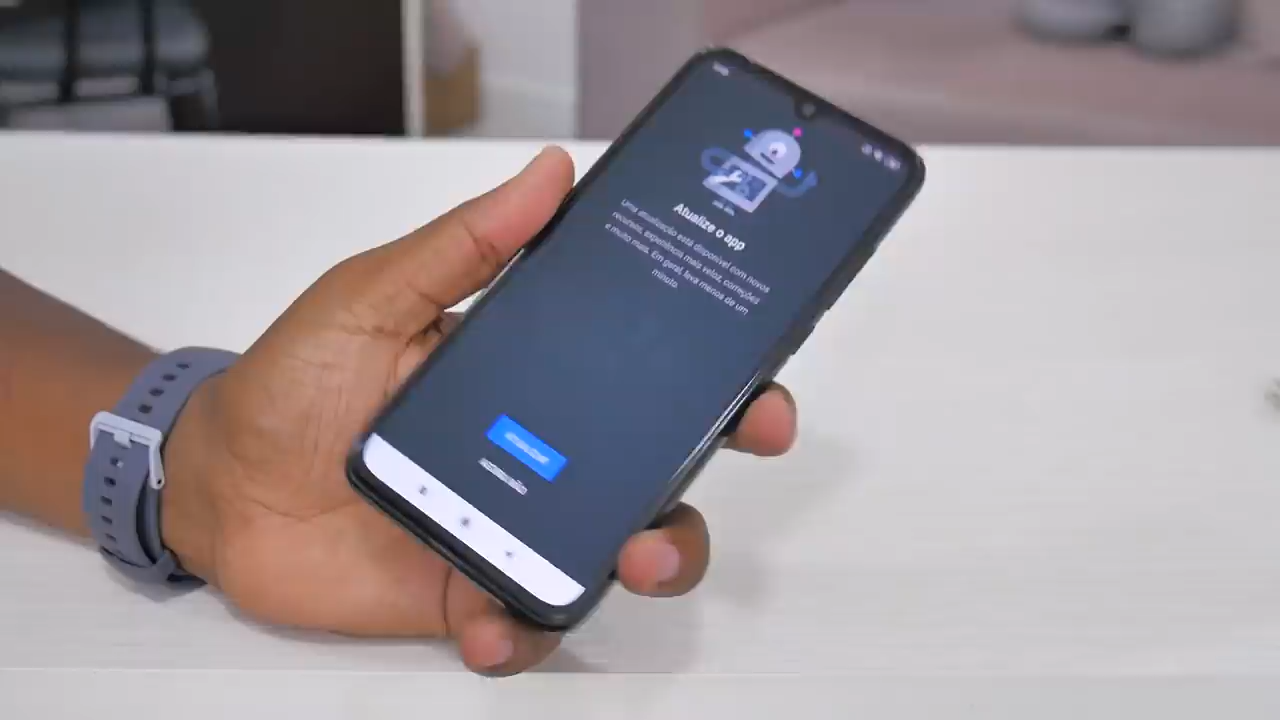 Atualize o app
Uma atualização está disponível com novos
recursos, experiência mais veloz, correções
e muito mais. Em geral, leva menos de um
minuto.
ATUALIZAR